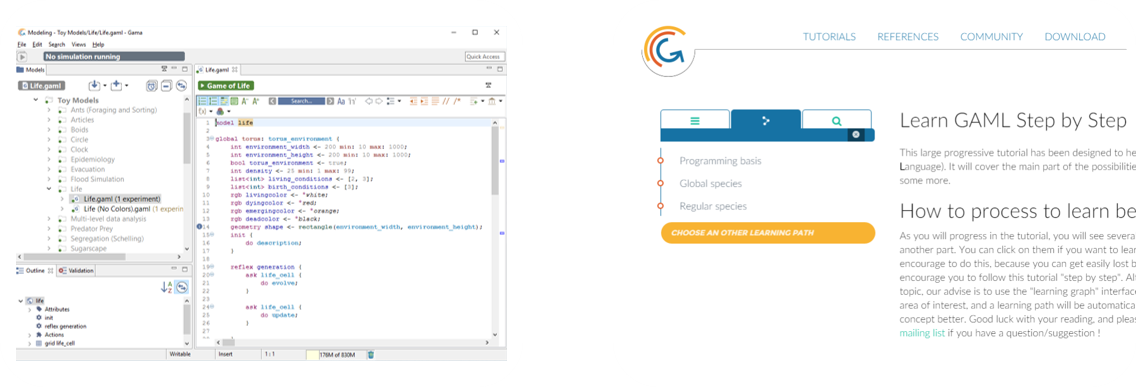 Modeling - Toy Models/Life/Life.gaml - Gama
File Edit Search Views Help
No simulation running
Quick Access
Models
Life.gaml
Toy Models
Ants (Foraging and Sorting)
Articles
Boids
Circle
Clock
Epidemiology
Evacuation
Flood Simulation
Life
Life.gaml (1 experiment)
Life (No Colors).gaml (1 experin
Multi-level data analysis
Predator Prey
Segregation (Schelling)
Sugarscape
Outline
Validation
life
Attributes
init
reflex generation
Actions
grid life_cell
Life.gaml
Game of Life
Search...
1 model life
2
3 global torus: torus_environment {
4 int environment_width <- 200 min: 10 max: 1000;
5 int environment_height <- 200 min: 10 max: 1000;
6 bool torus_environment <- true;
7 int density <- 25 min: 1 max: 99;
8 list<int> living_conditions <- [2, 3];
9 list<int> birth_conditions <- [3];
10 rgb livingcolor <- °white;
11 rgb dyingcolor <- °red;
12 rgb emergingcolor <- °orange;
13 rgb deadcolor <- °black;
14 geometry shape <- rectangle(environment_width, environment_height);
15 init {
16 do description;
17 }
18
19 reflex generation {
20 ask life_cell {
21 do evolve;
22 }
23
24 ask life_cell {
25 do update;
26 }
27
Writable
Insert
1 : 1
178M of 830M
TUTORIALS REFERENCES COMMUNITY DOWNLOAD
Programming basis
Global species
Regular species
CHOOSE AN OTHER LEARNING PATH
Learn GAML Step by Step
This large progressive tutorial has been designed to he
Language). It will cover the main part of the possibilitie
some more.
How to process to learn be
As you will progress in the tutorial, you will see severa
another part. You can click on them if you want to lear
encourage to do this, because you can get easily lost b
encourage you to follow this tutorial "step by step". Al
topic, our advise is to use the "learning graph" interfac
area of interest, and a learning path will be automatica
concept better. Good luck with your reading, and pleas
mailing list if you have a question/suggestion !